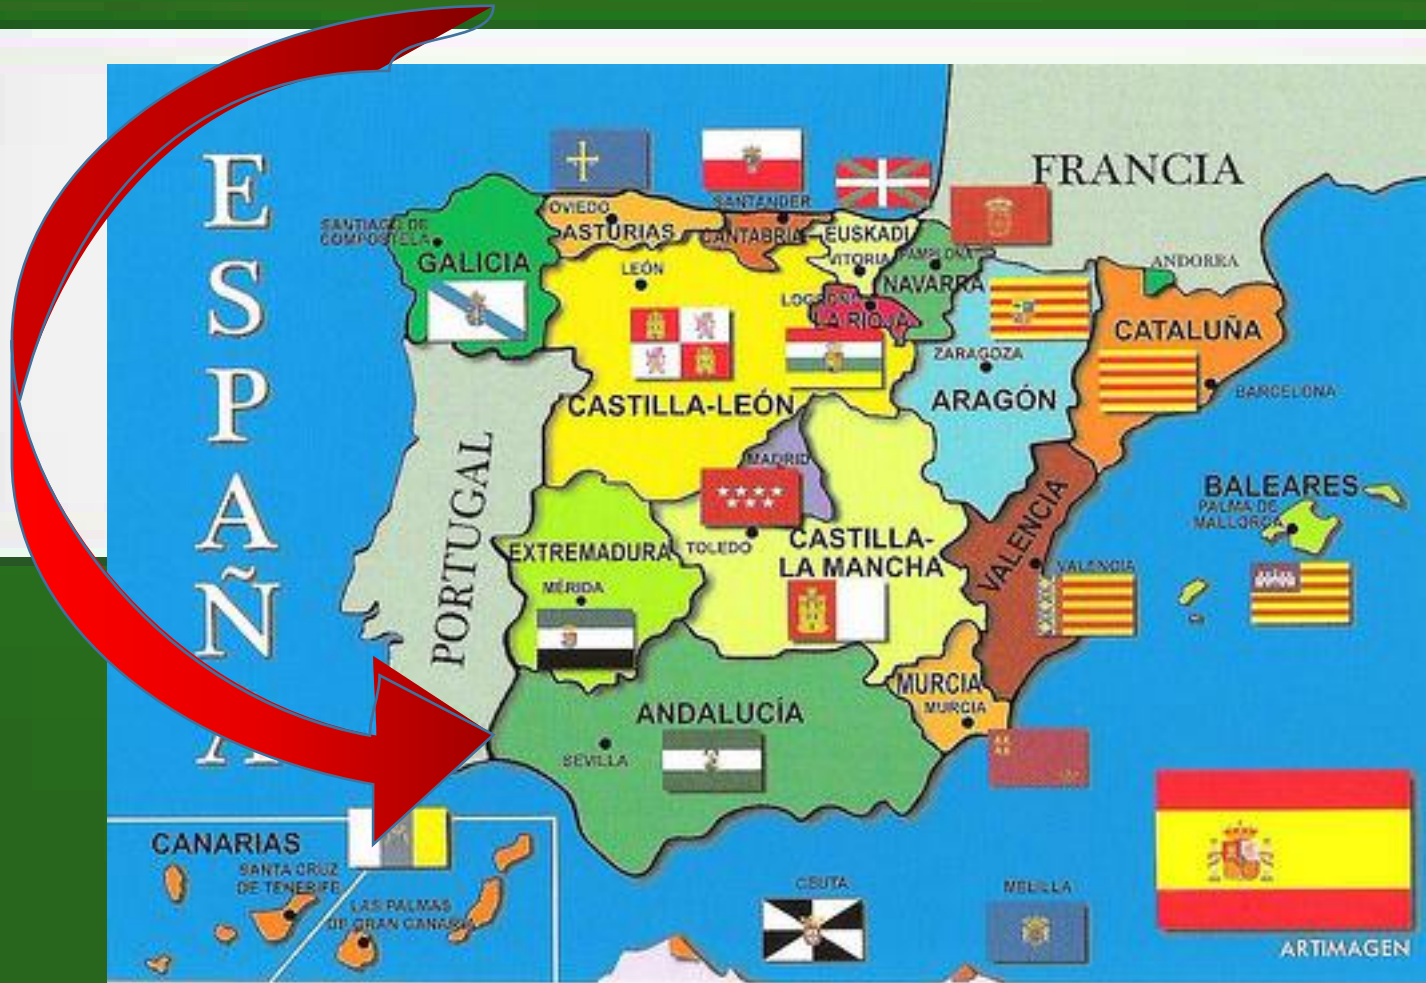 ESPAÑA
FRANCIA
ANDORRA
PORTUGAL
OVIEDO
ASTURIAS
SANTANDER
CANTABRIA
EUSKADI
VITORIA
PAMPLONA
NAVARRA
SANTIAGO DE
COMPOSTELA
GALICIA
LEÓN
LOGROÑO
LA RIOJA
CASTILLA-LEÓN
ZARAGOZA
ARAGÓN
CATALUÑA
BARCELONA
MADRID
TOLEDO
CASTILLA-
LA MANCHA
EXTREMADURA
MÉRIDA
VALENCIA
VALENCIA
BALEARES
PALMA DE
MALLORCA
MURCIA
MURCIA
ANDALUCÍA
SEVILLA
CANARIAS
SANTA CRUZ
DE TENERIFE
LAS PALMAS
DE GRAN CANARIA
CEUTA
MELILLA
ARTIMAGEN